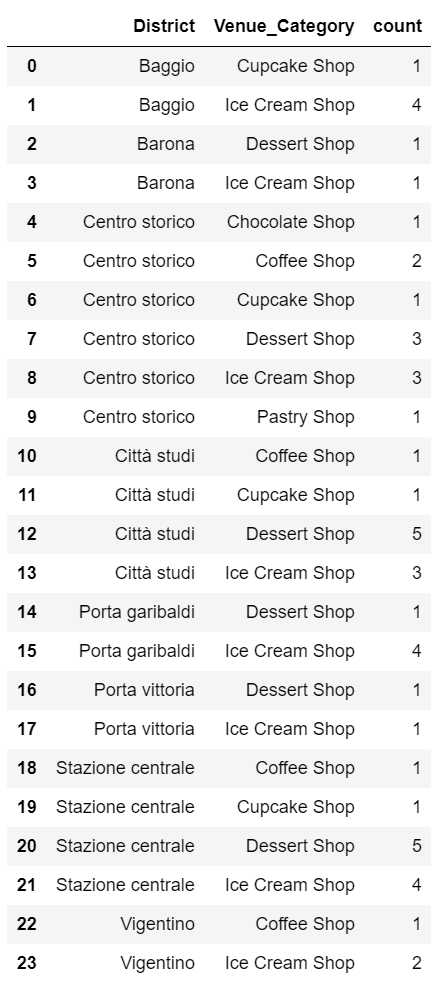 District Venue_Category count
0 Baggio Cupcake Shop 1
1 Baggio Ice Cream Shop 4
2 Barona Dessert Shop 1
3 Barona Ice Cream Shop 1
4 Centro storico Chocolate Shop 1
5 Centro storico Coffee Shop 2
6 Centro storico Cupcake Shop 1
7 Centro storico Dessert Shop 3
8 Centro storico Ice Cream Shop 3
9 Centro storico Pastry Shop 1
10 Città studi Coffee Shop 1
11 Città studi Cupcake Shop 1
12 Città studi Dessert Shop 5
13 Città studi Ice Cream Shop 3
14 Porta garibaldi Dessert Shop 1
15 Porta garibaldi Ice Cream Shop 4
16 Porta vittoria Dessert Shop 1
17 Porta vittoria Ice Cream Shop 1
18 Stazione centrale Coffee Shop 1
19 Stazione centrale Cupcake Shop 1
20 Stazione centrale Dessert Shop 5
21 Stazione centrale Ice Cream Shop 4
22 Vigentino Coffee Shop 1
23 Vigentino Ice Cream Shop 2